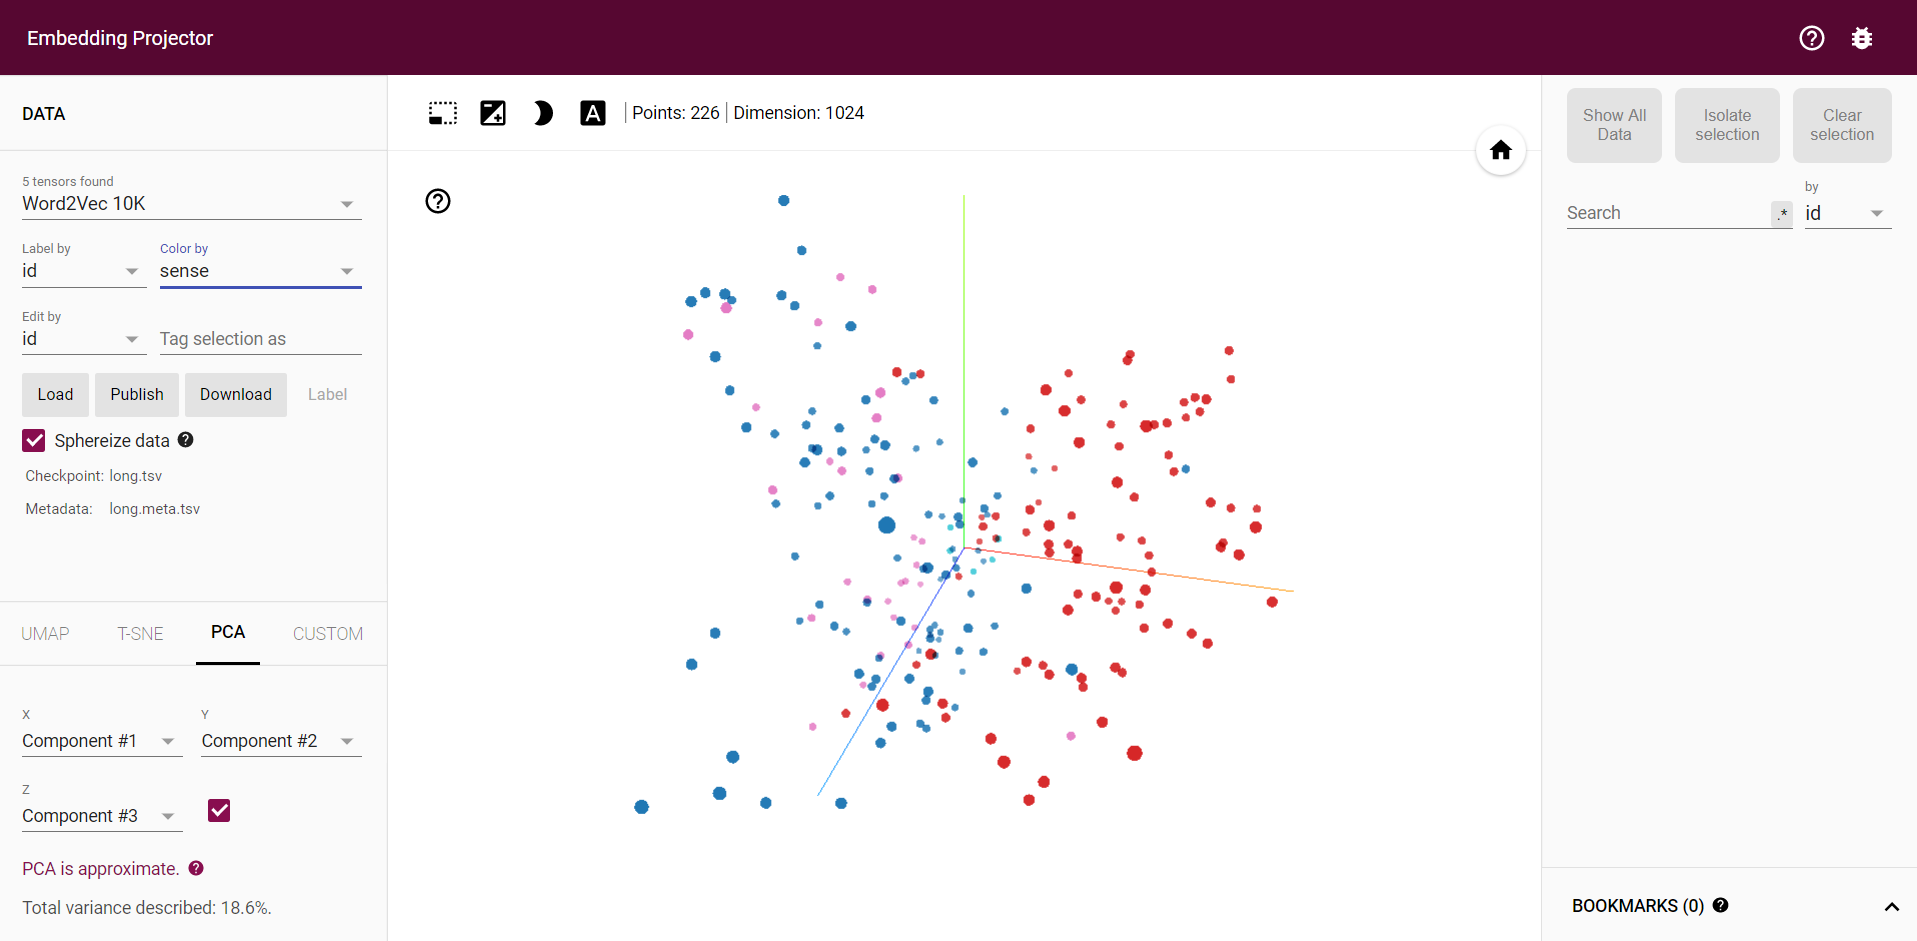 Embedding Projector
DATA
5 tensors found
Word2Vec 10K
Label by
id
Color by
sense
Edit by
id
Tag selection as
Load
Publish
Download
Label
Sphereize data
Checkpoint: long.tsv
Metadata: long.meta.tsv
UMAP
T-SNE
PCA
CUSTOM
X
Component #1
Y
Component #2
Z
Component #3
PCA is approximate.
Total variance described: 18.6%.
A
Points: 226
Dimension: 1024
Show All
Data
Isolate
selection
Clear
selection
Search
.*
by
id
BOOKMARKS (0)